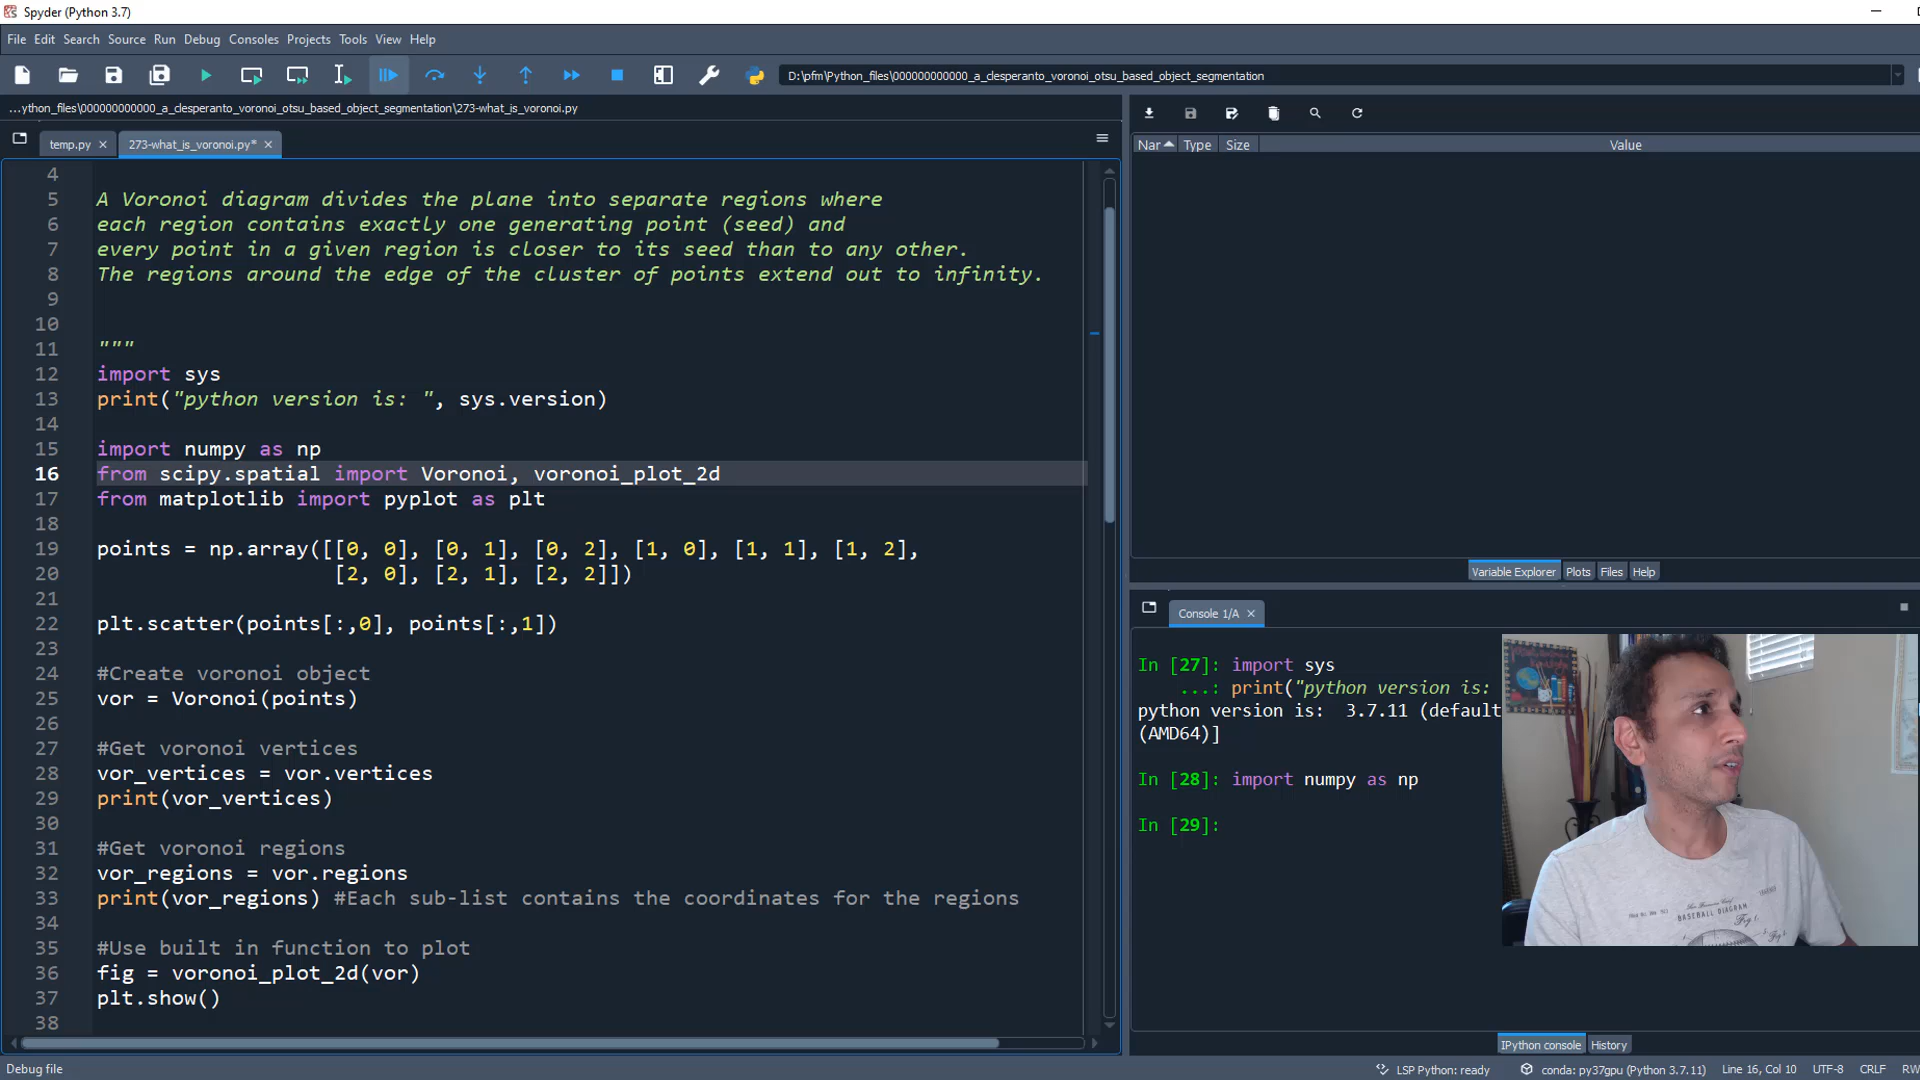 Spyder (Python 3.7)
File Edit Search Source Run Debug Consoles Projects Tools View Help
D:\pfm\Python_files\000000000000_a_clesperanto_voronoi_otsu_based_object_segmentation
...ython_files\000000000000_a_clesperanto_voronoi_otsu_based_object_segmentation\273-what_is_voronoi.py
temp.py
273-what_is_voronoi.py*
4
5 A Voronoi diagram divides the plane into separate regions where
6 each region contains exactly one generating point (seed) and
7 every point in a given region is closer to its seed than to any other.
8 The regions around the edge of the cluster of points extend out to infinity.
9
10
11 """
12 import sys
13 print("python version is: ", sys.version)
14
15 import numpy as np
16 from scipy.spatial import Voronoi, voronoi_plot_2d
17 from matplotlib import pyplot as plt
18
19 points = np.array([[0, 0], [0, 1], [0, 2], [1, 0], [1, 1], [1, 2],
20 [2, 0], [2, 1], [2, 2]])
21
22 plt.scatter(points[:,0], points[:,1])
23
24 #Create voronoi object
25 vor = Voronoi(points)
26
27 #Get voronoi vertices
28 vor_vertices = vor.vertices
29 print(vor_vertices)
30
31 #Get voronoi regions
32 vor_regions = vor.regions
33 print(vor_regions) #Each sub-list contains the coordinates for the regions
34
35 #Use built in function to plot
36 fig = voronoi_plot_2d(vor)
37 plt.show()
38
Nar Type Size Value
Variable Explorer Plots Files Help
Console 1/A
In [27]: import sys
...: print("python version is:
python version is: 3.7.11 (default
(AMD64)]
In [28]: import numpy as np
In [29]:
BASEBALL DIAGRAM
Fig 1.
IPython console History
Debug file
LSP Python: ready
conda: py37gpu (Python 3.7.11)
Line 16, Col 10
UTF-8
CRLF
RW